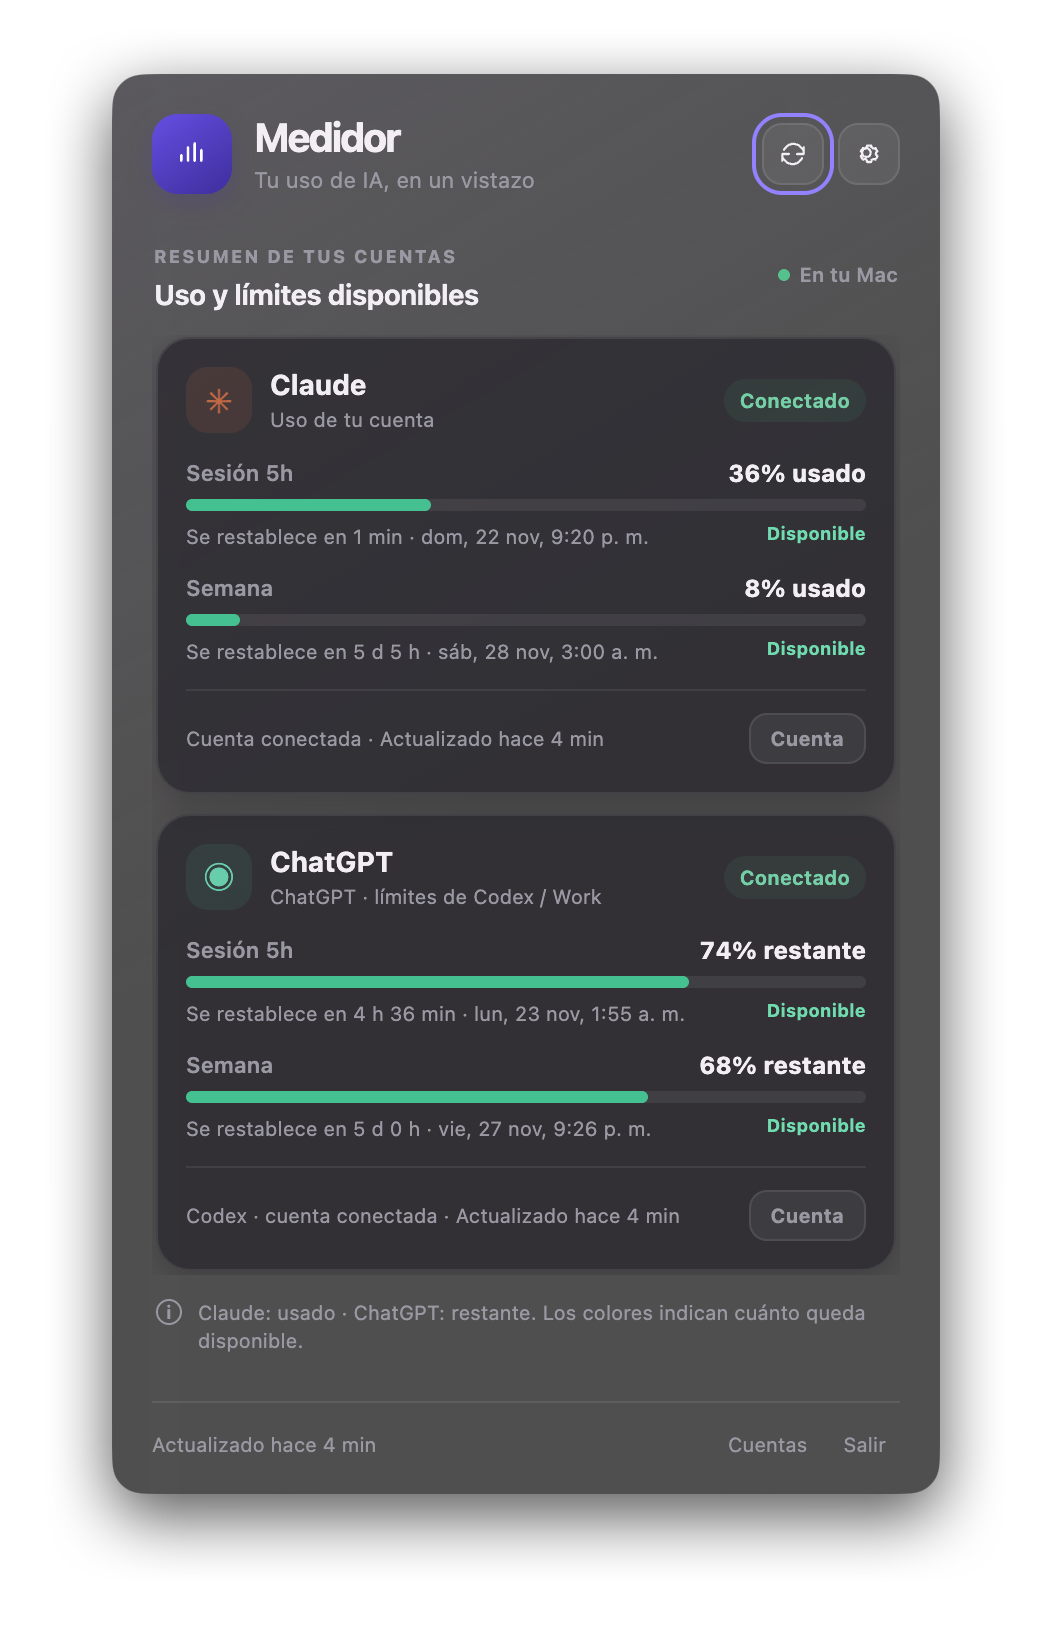 Medidor
Tu uso de IA, en un vistazo
RESUMEN DE TUS CUENTAS
Uso y límites disponibles
En tu Mac
Claude
Uso de tu cuenta
Conectado
Sesión 5h
36% usado
Se restablece en 1 min · dom, 22 nov, 9:20 p. m.
Disponible
Semana
8% usado
Se restablece en 5 d 5 h · sáb, 28 nov, 3:00 a. m.
Disponible
Cuenta conectada · Actualizado hace 4 min
Cuenta
ChatGPT
ChatGPT · límites de Codex / Work
Conectado
Sesión 5h
74% restante
Se restablece en 4 h 36 min · lun, 23 nov, 1:55 a. m.
Disponible
Semana
68% restante
Se restablece en 5 d 0 h · vie, 27 nov, 9:26 p. m.
Disponible
Codex · cuenta conectada · Actualizado hace 4 min
Cuenta
Claude: usado · ChatGPT: restante. Los colores indican cuánto queda
disponible.
Actualizado hace 4 min
Cuentas
Salir